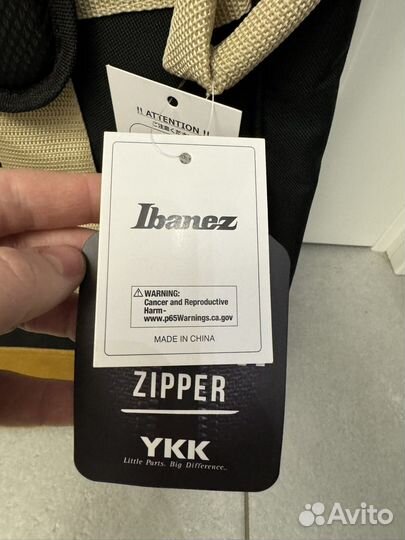 !! ATTENTION !!
Ibanez
⚠ WARNING:
Cancer and Reproductive
Harm-
www.p65Warnings.ca.gov
MADE IN CHINA
ZIPPER
YKK
Little Parts. Big Difference.
Avito